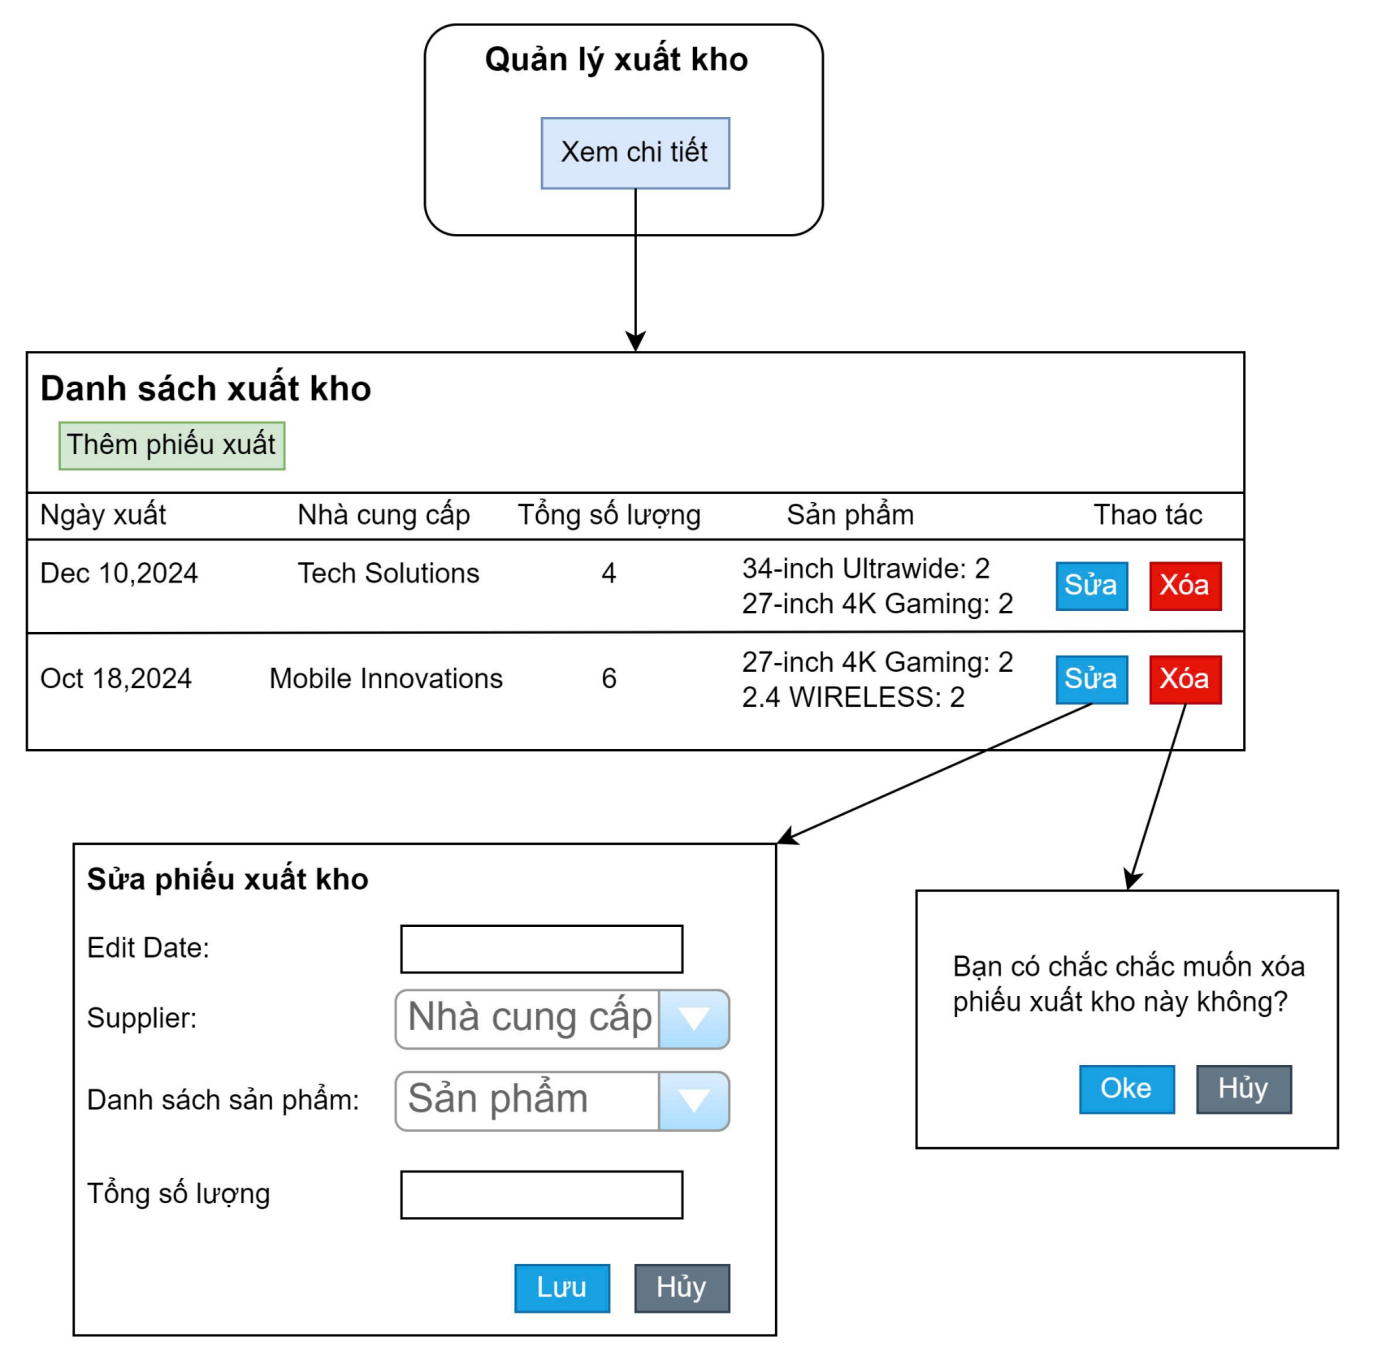 Quản lý xuất kho
Xem chi tiết
Danh sách xuất kho
Thêm phiếu xuất
Ngày xuất Nhà cung cấp Tổng số lượng Sản phẩm Thao tác
Dec 10,2024 Tech Solutions 4 34-inch Ultrawide: 2
27-inch 4K Gaming: 2 Sửa Xóa
Oct 18,2024 Mobile Innovations 6 27-inch 4K Gaming: 2
2.4 WIRELESS: 2 Sửa Xóa
Sửa phiếu xuất kho
Edit Date:
Supplier: Nhà cung cấp
Danh sách sản phẩm: Sản phẩm
Tổng số lượng
Lưu Hủy
Bạn có chắc chắc muốn xóa
phiếu xuất kho này không?
Oke Hủy